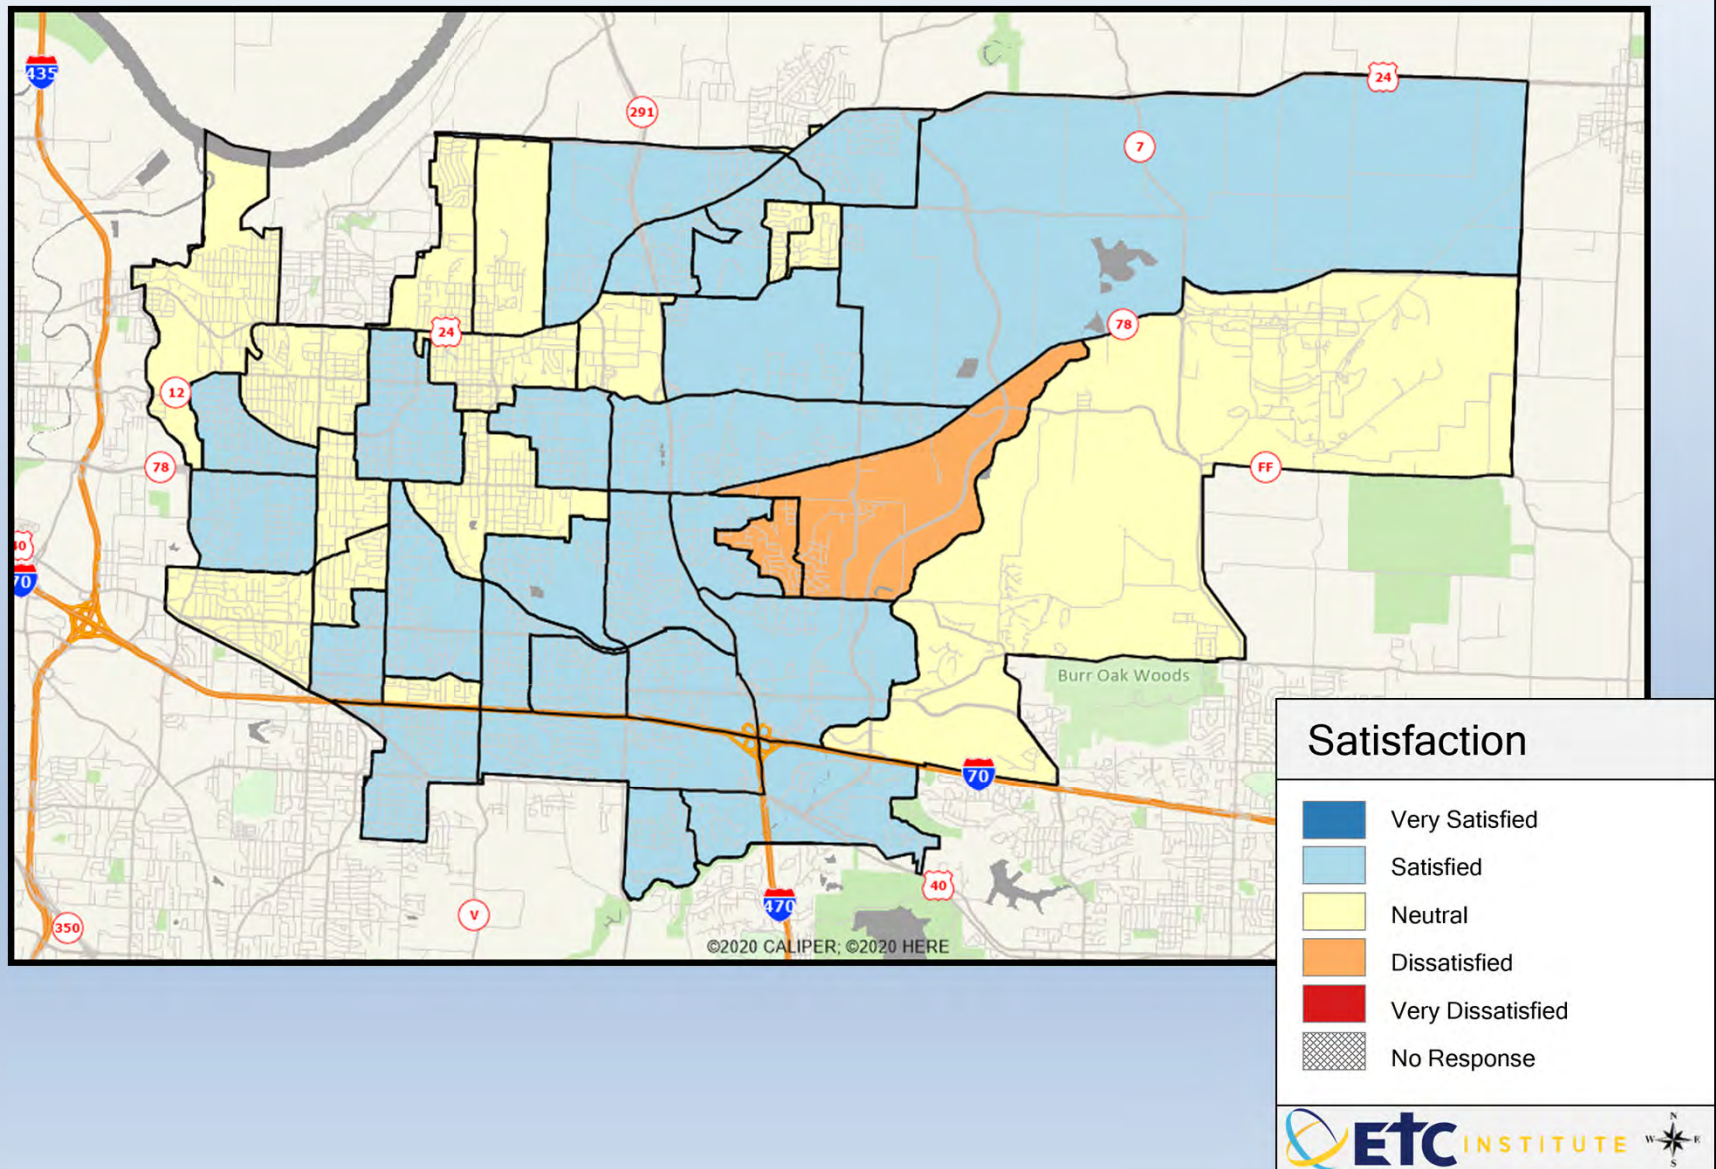 435
291
24
7
24
78
12
78
FF
40
70
Burr Oak Woods
70
40
470
V
350
©2020 CALIPER; ©2020 HERE
Satisfaction
Very Satisfied
Satisfied
Neutral
Dissatisfied
Very Dissatisfied
No Response
ETC INSTITUTE
N
W E
S